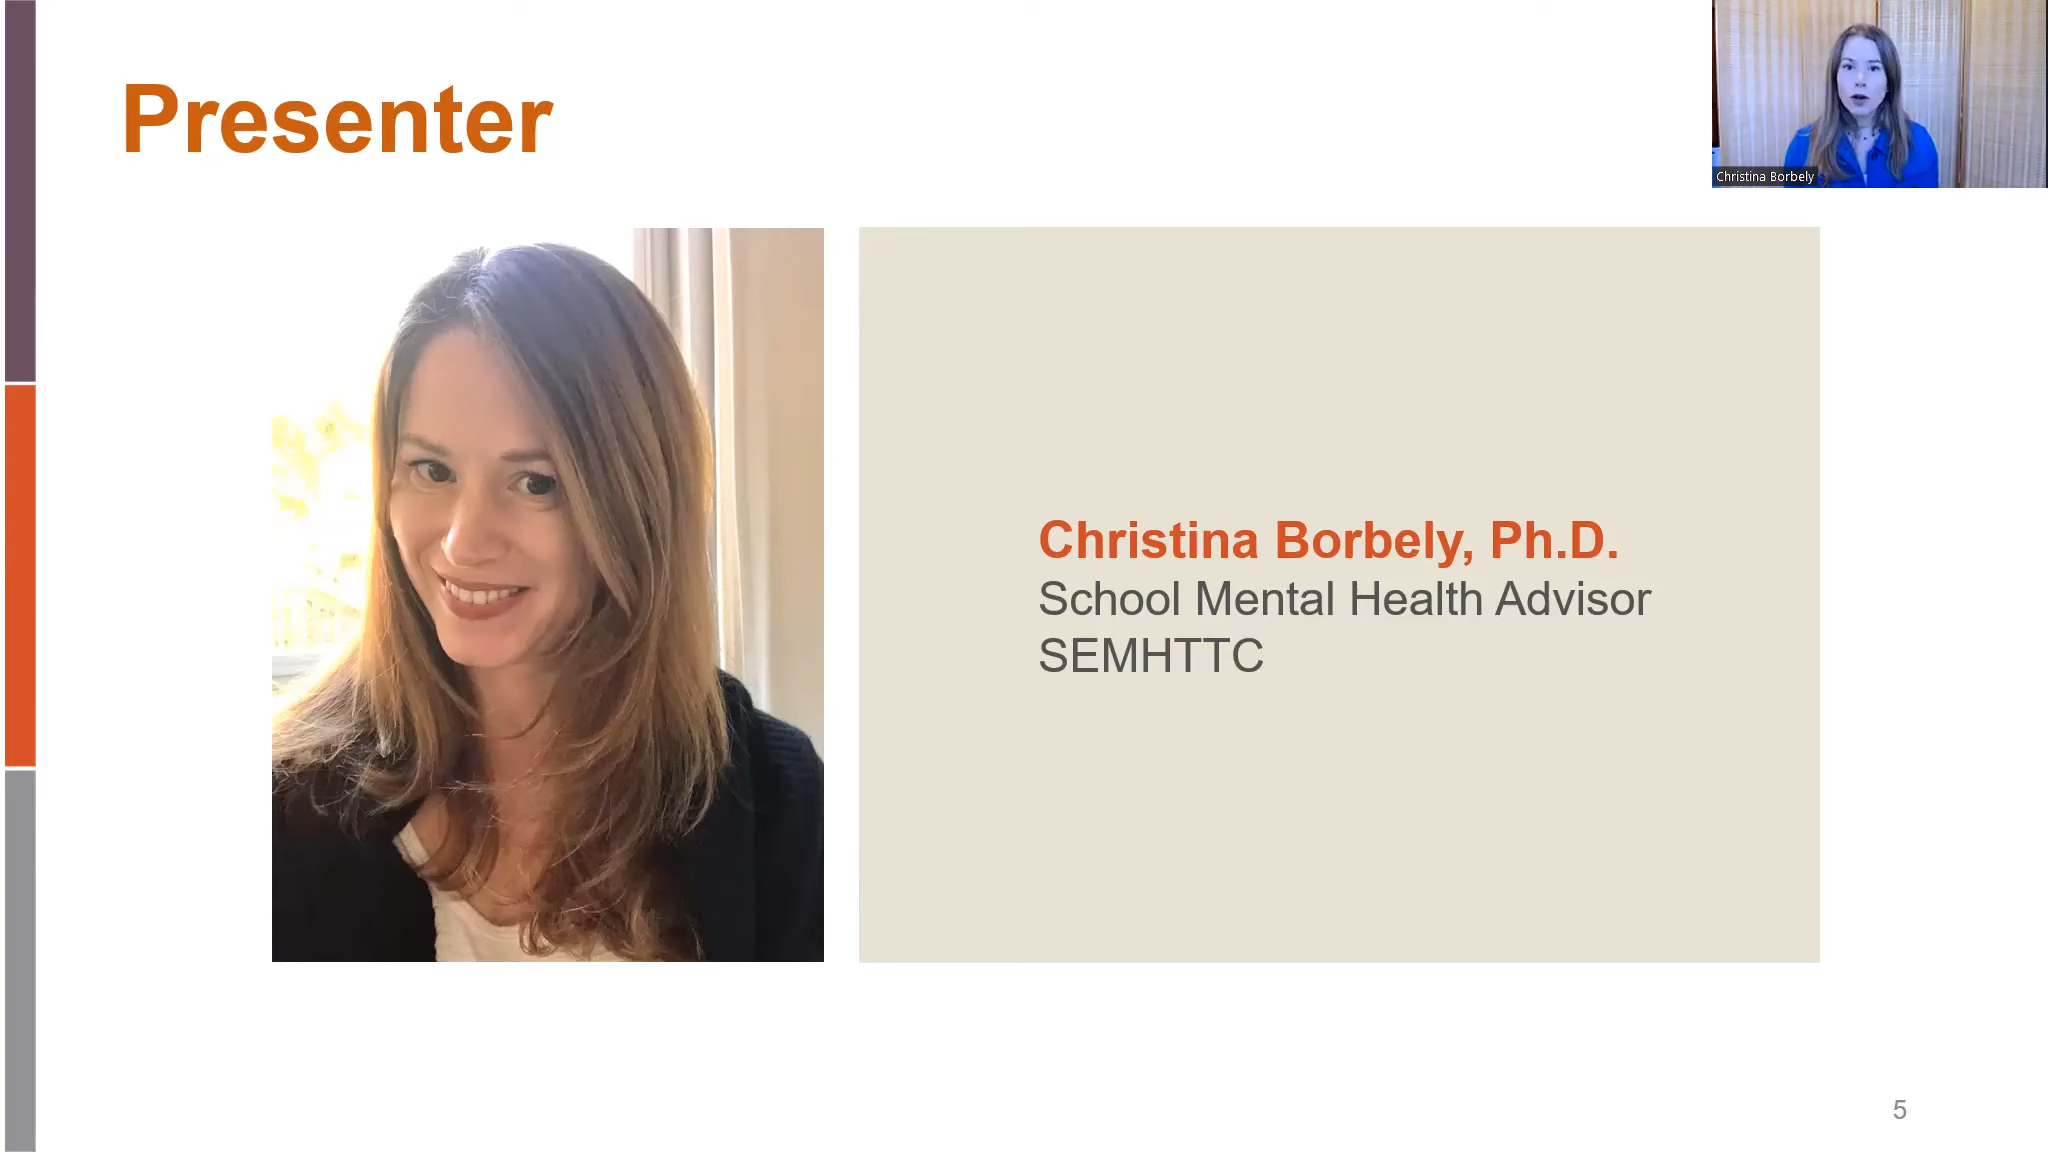 Presenter
Christina Borbely
Christina Borbely, Ph.D.
School Mental Health Advisor
SEMHTTC
5